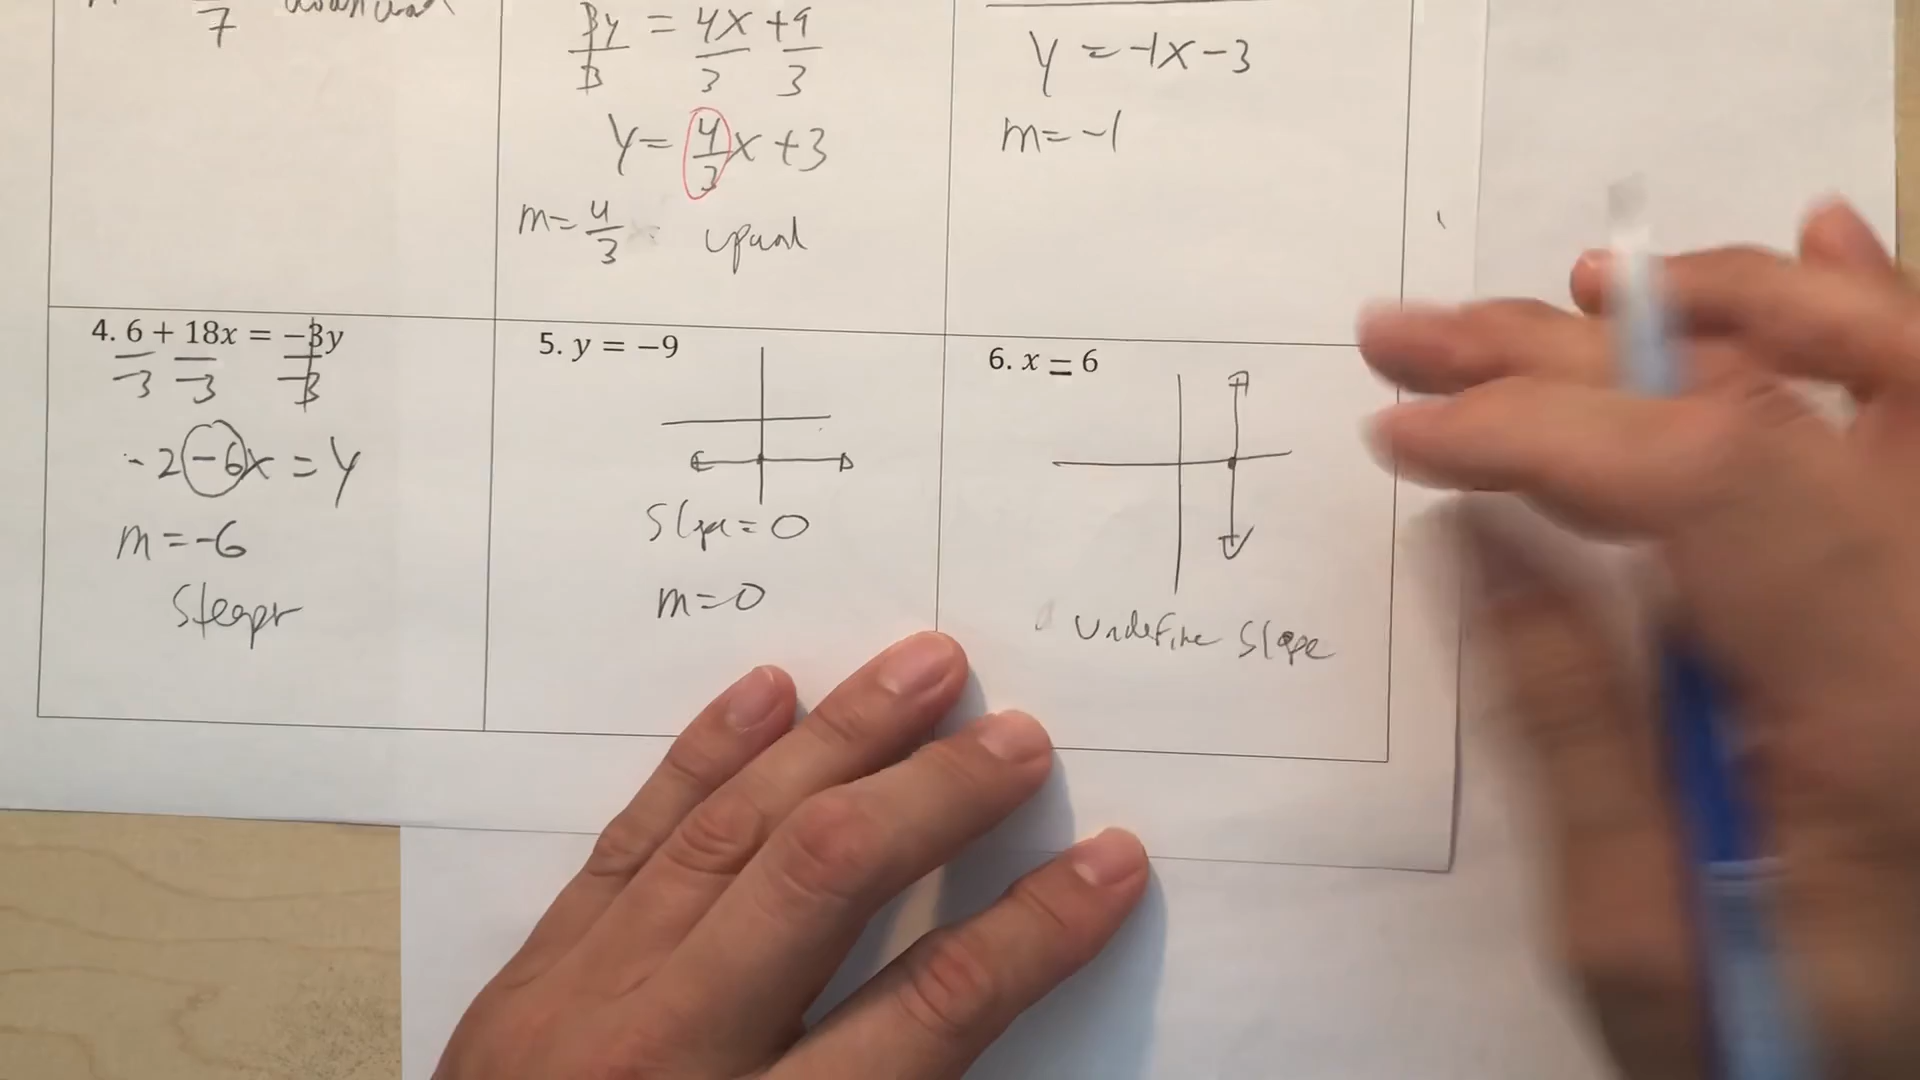 7
3y = 4x + 9
3 3 3
y = 4/3 x + 3
m = 4/3
y = -1x - 3
m = -1
4. 6 + 18x = −3y
-3 -3 -3
-2 -6x = y
m = -6
5. y = −9
Slope = 0
m = 0
6. x = 6
undefine Slope